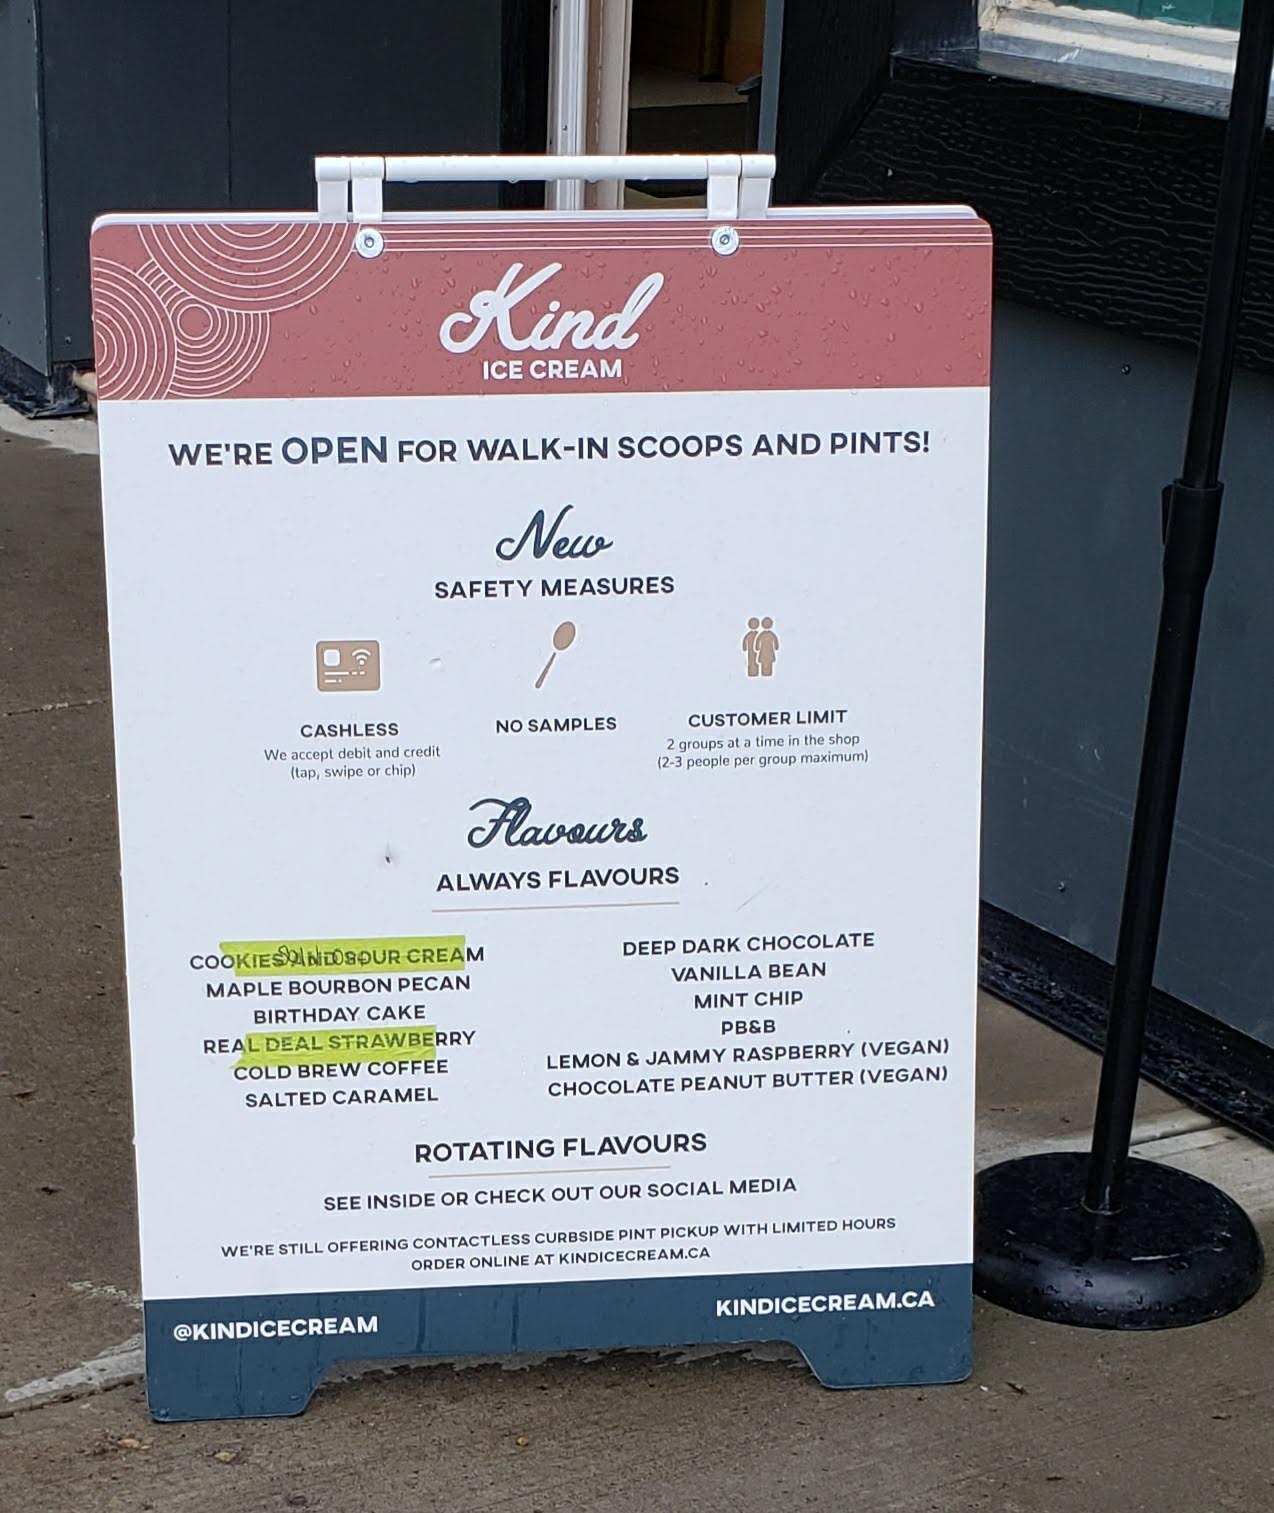 Kind
ICE CREAM
WE'RE OPEN FOR WALK-IN SCOOPS AND PINTS!
New
SAFETY MEASURES
CASHLESS
We accept debit and credit
(tap, swipe or chip)
NO SAMPLES
CUSTOMER LIMIT
2 groups at a time in the shop
(2-3 people per group maximum)
Flavours
ALWAYS FLAVOURS
COOKIES AND SOUR CREAM
Sold Out
MAPLE BOURBON PECAN
BIRTHDAY CAKE
REAL DEAL STRAWBERRY
COLD BREW COFFEE
SALTED CARAMEL
DEEP DARK CHOCOLATE
VANILLA BEAN
MINT CHIP
PB&B
LEMON & JAMMY RASPBERRY (VEGAN)
CHOCOLATE PEANUT BUTTER (VEGAN)
ROTATING FLAVOURS
SEE INSIDE OR CHECK OUT OUR SOCIAL MEDIA
WE'RE STILL OFFERING CONTACTLESS CURBSIDE PINT PICKUP WITH LIMITED HOURS
ORDER ONLINE AT KINDICECREAM.CA
@KINDICECREAM
KINDICECREAM.CA